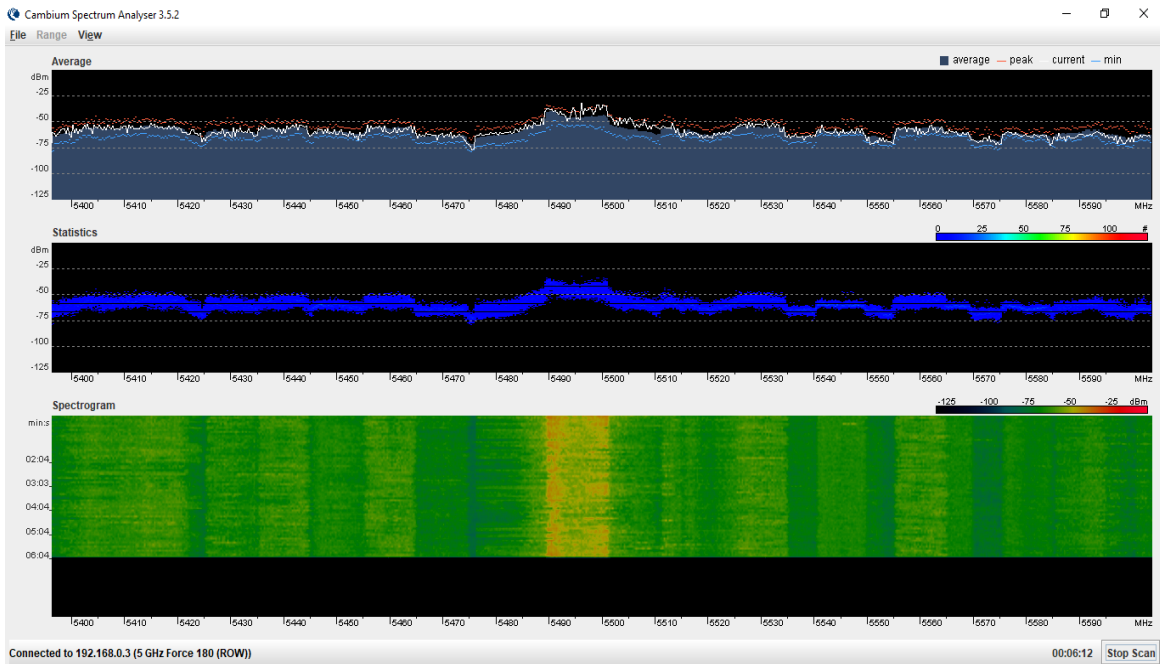 Cambium Spectrum Analyser 3.5.2
File Range View
Average
average peak current min
dBm
-25
-50
-75
-100
-125
5400 5410 5420 5430 5440 5450 5460 5470 5480 5490 5500 5510 5520 5530 5540 5550 5560 5570 5580 5590 MHz
Statistics
0 25 50 75 100 #
dBm
-25
-50
-75
-100
-125
5400 5410 5420 5430 5440 5450 5460 5470 5480 5490 5500 5510 5520 5530 5540 5550 5560 5570 5580 5590 MHz
Spectrogram
-125 -100 -75 -50 -25 dBm
min:s
02:04
03:03
04:04
05:04
06:04
5400 5410 5420 5430 5440 5450 5460 5470 5480 5490 5500 5510 5520 5530 5540 5550 5560 5570 5580 5590 MHz
Connected to 192.168.0.3 (5 GHz Force 180 (ROW)) 00:06:12 Stop Scan